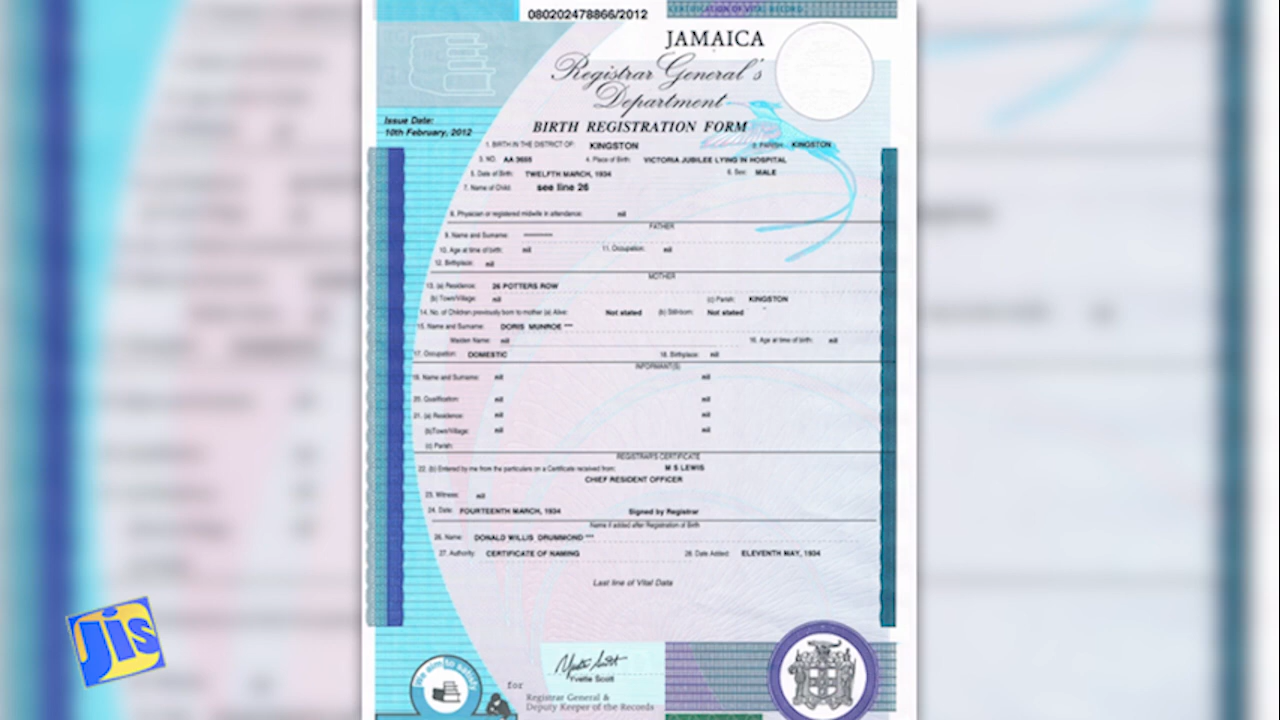 080202478866/2012
CERTIFICATION OF VITAL RECORD
JAMAICA
Registrar General's
Department
Issue Date:
10th February, 2012
BIRTH REGISTRATION FORM
1. BIRTH IN THE DISTRICT OF: KINGSTON 2. PARISH: KINGSTON
3. NO. AA 3655 4. Place of Birth: VICTORIA JUBILEE LYING IN HOSPITAL
5. Date of Birth: TWELFTH MARCH, 1934 6. Sex: MALE
7. Name of Child: see line 26
Physician or registered midwife in attendance: nil
FATHER
Name and Surname: ----------
10. Age at time of birth: nil 11. Occupation: nil
12. Birthplace: nil
MOTHER
13. (a) Residence: 26 POTTERS ROW
(b) Town/Village: nil (c) Parish: KINGSTON
14. No. of Children previously born to mother (a) Alive: Not stated (b) Still-born: Not stated
15. Name and Surname: DORIS MUNROE ***
Maiden Name: nil 16. Age at time of birth: nil
17. Occupation: DOMESTIC 18. Birthplace: nil
INFORMANT(S)
19. Name and Surname: nil nil
20. Qualification: nil nil
21. (a) Residence: nil nil
(b)Town/Village: nil nil
(c) Parish:
REGISTRAR'S CERTIFICATE
22. (b) Entered by me from the particulars on a Certificate received from: M S LEWIS
CHIEF RESIDENT OFFICER
23. Witness: nil
24. Date: FOURTEENTH MARCH, 1934 Signed by Registrar
Name if added after Registration of Birth
26. Name: DONALD WILLIS DRUMMOND ***
27. Authority: CERTIFICATE OF NAMING 28. Date Added: ELEVENTH MAY, 1934
Last line of Vital Data
jis
we aim to satisfy
Yvette Scott
for
Registrar General &
Deputy Keeper of the Records